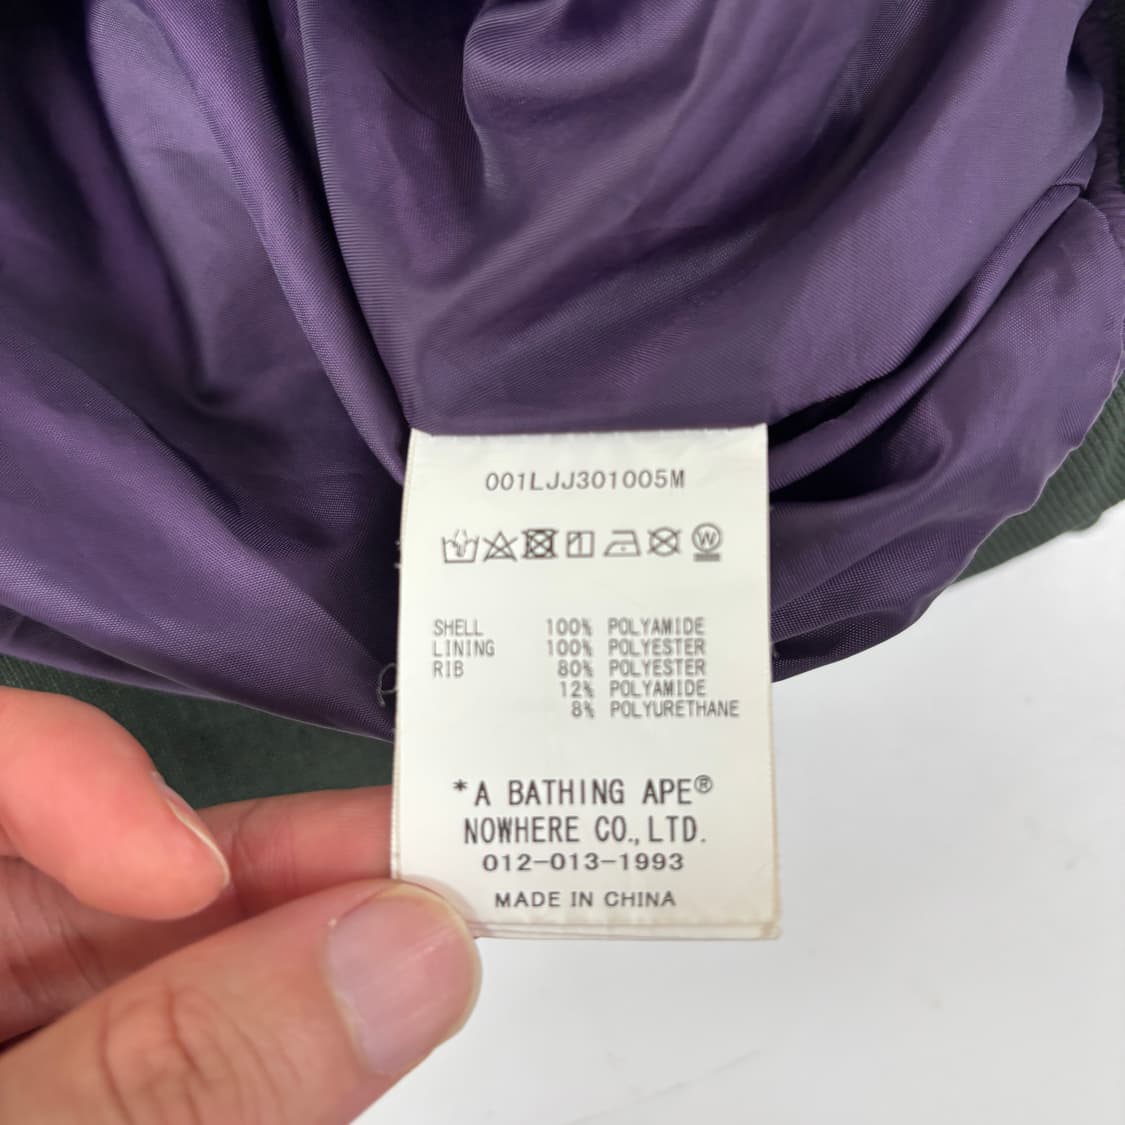 001LJJ301005M
W
SHELL 100% POLYAMIDE
LINING 100% POLYESTER
RIB 80% POLYESTER
12% POLYAMIDE
8% POLYURETHANE
*A BATHING APE®
NOWHERE CO.,LTD.
012-013-1993
MADE IN CHINA